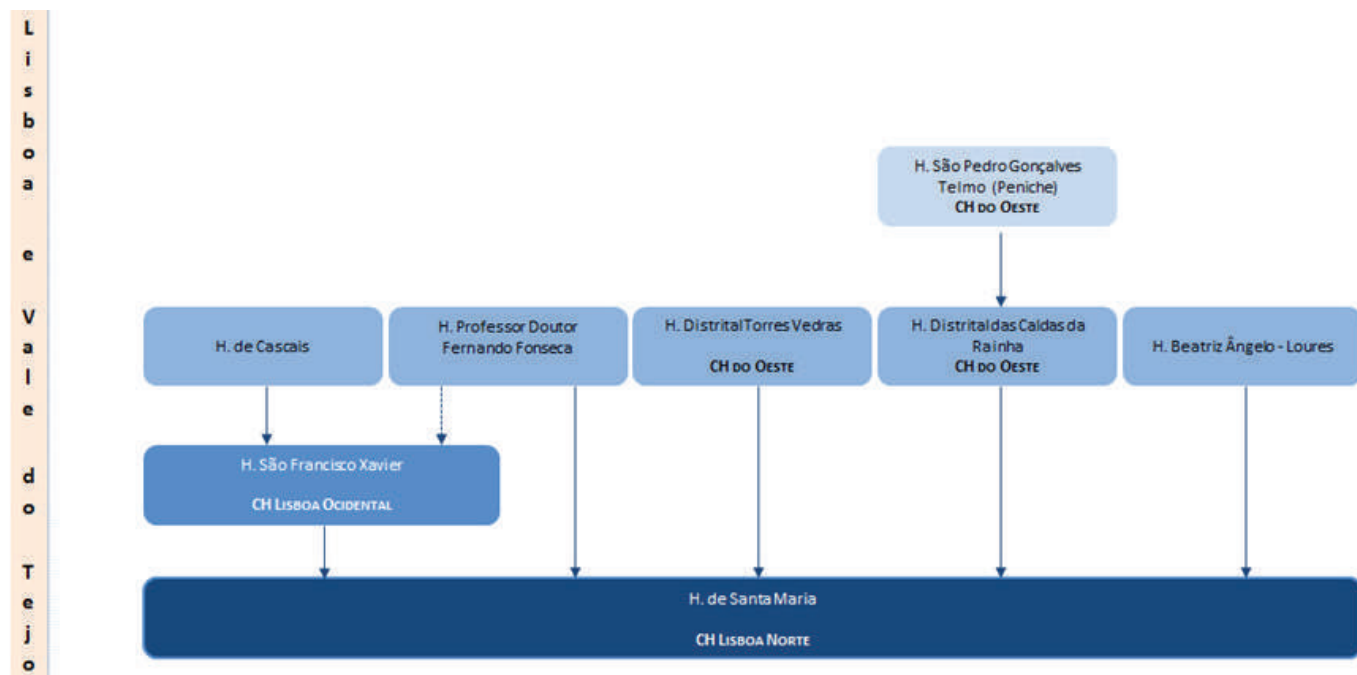 Lisboa e Vale do Tejo
H. São Pedro Gonçalves
Telmo (Peniche)
CH DO OESTE
H. de Cascais
H. Professor Doutor
Fernando Fonseca
H. Distrital Torres Vedras
CH DO OESTE
H. Distrital das Caldas da
Rainha
CH DO OESTE
H. Beatriz Ângelo - Loures
H. São Francisco Xavier
CH LISBOA OCIDENTAL
H. de Santa Maria
CH LISBOA NORTE